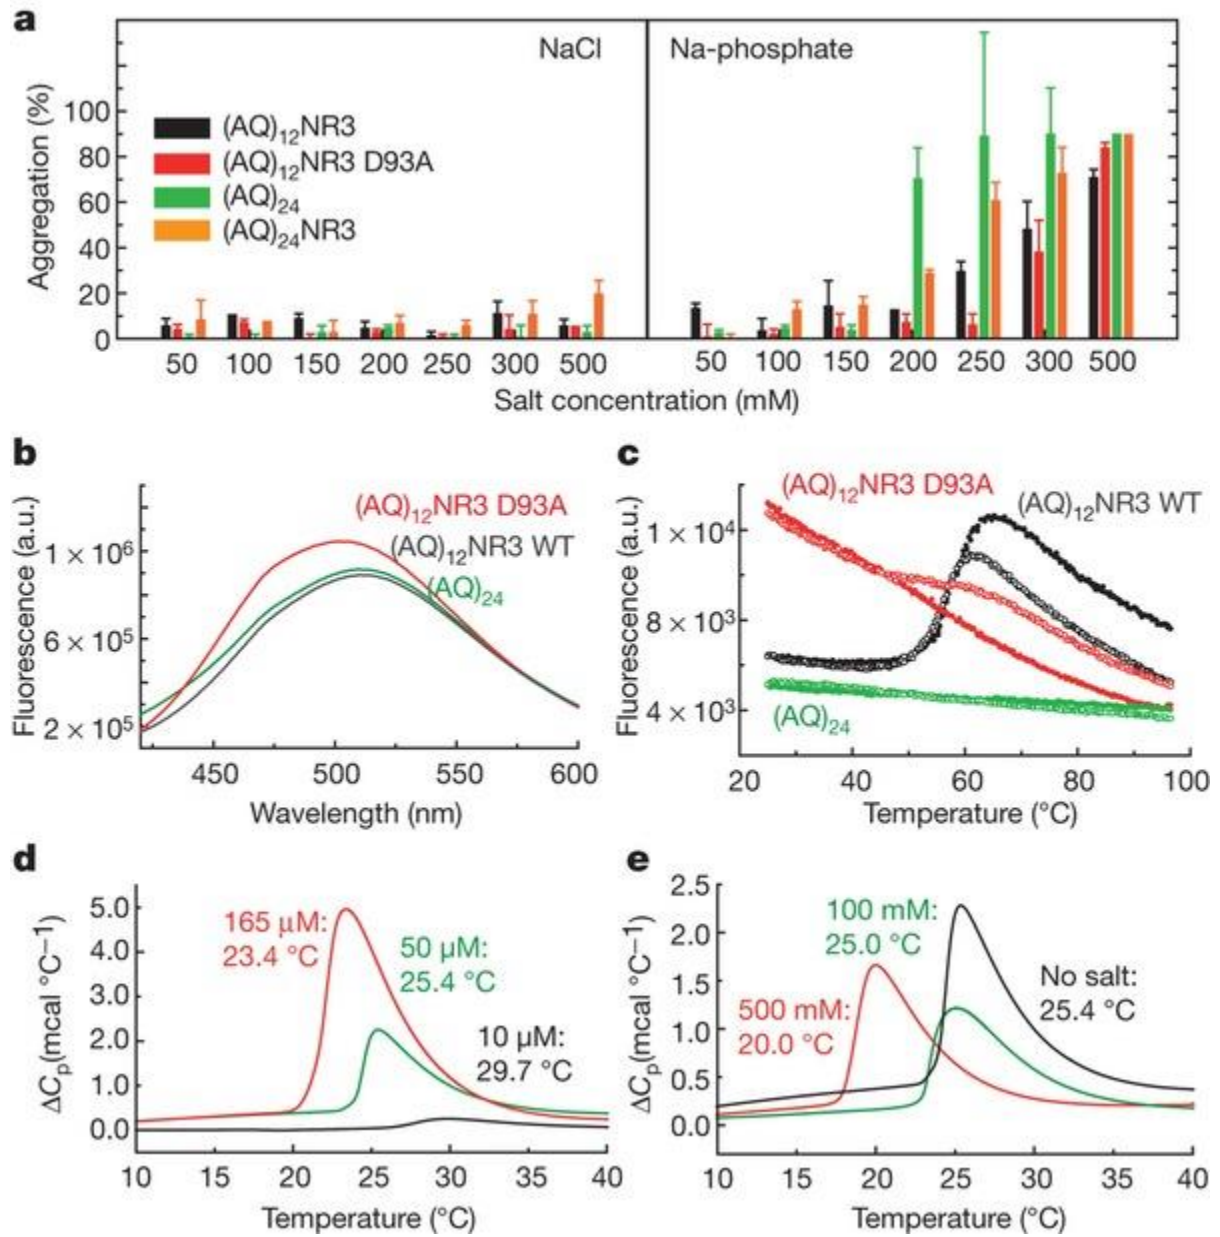 a
NaCl
Na-phosphate
Aggregation (%)
100
80
60
40
20
0
(AQ)₁₂NR3
(AQ)₁₂NR3 D93A
(AQ)₂₄
(AQ)₂₄NR3
50 100 150 200 250 300 500
50 100 150 200 250 300 500
Salt concentration (mM)
b
Fluorescence (a.u.)
1 × 10⁶
6 × 10⁵
2 × 10⁵
(AQ)₁₂NR3 D93A
(AQ)₁₂NR3 WT
(AQ)₂₄
450 500 550 600
Wavelength (nm)
c
Fluorescence (a.u.)
1 × 10⁴
8 × 10³
4 × 10³
(AQ)₁₂NR3 D93A
(AQ)₁₂NR3 WT
(AQ)₂₄
20 40 60 80 100
Temperature (°C)
d
ΔCₚ(mcal °C−¹)
5.0
4.0
3.0
2.0
1.0
0.0
165 μM:
23.4 °C
50 μM:
25.4 °C
10 μM:
29.7 °C
10 15 20 25 30 35 40
Temperature (°C)
e
ΔCₚ(mcal °C−¹)
2.5
2.0
1.5
1.0
0.5
0.0
100 mM:
25.0 °C
500 mM:
20.0 °C
No salt:
25.4 °C
10 15 20 25 30 35 40
Temperature (°C)